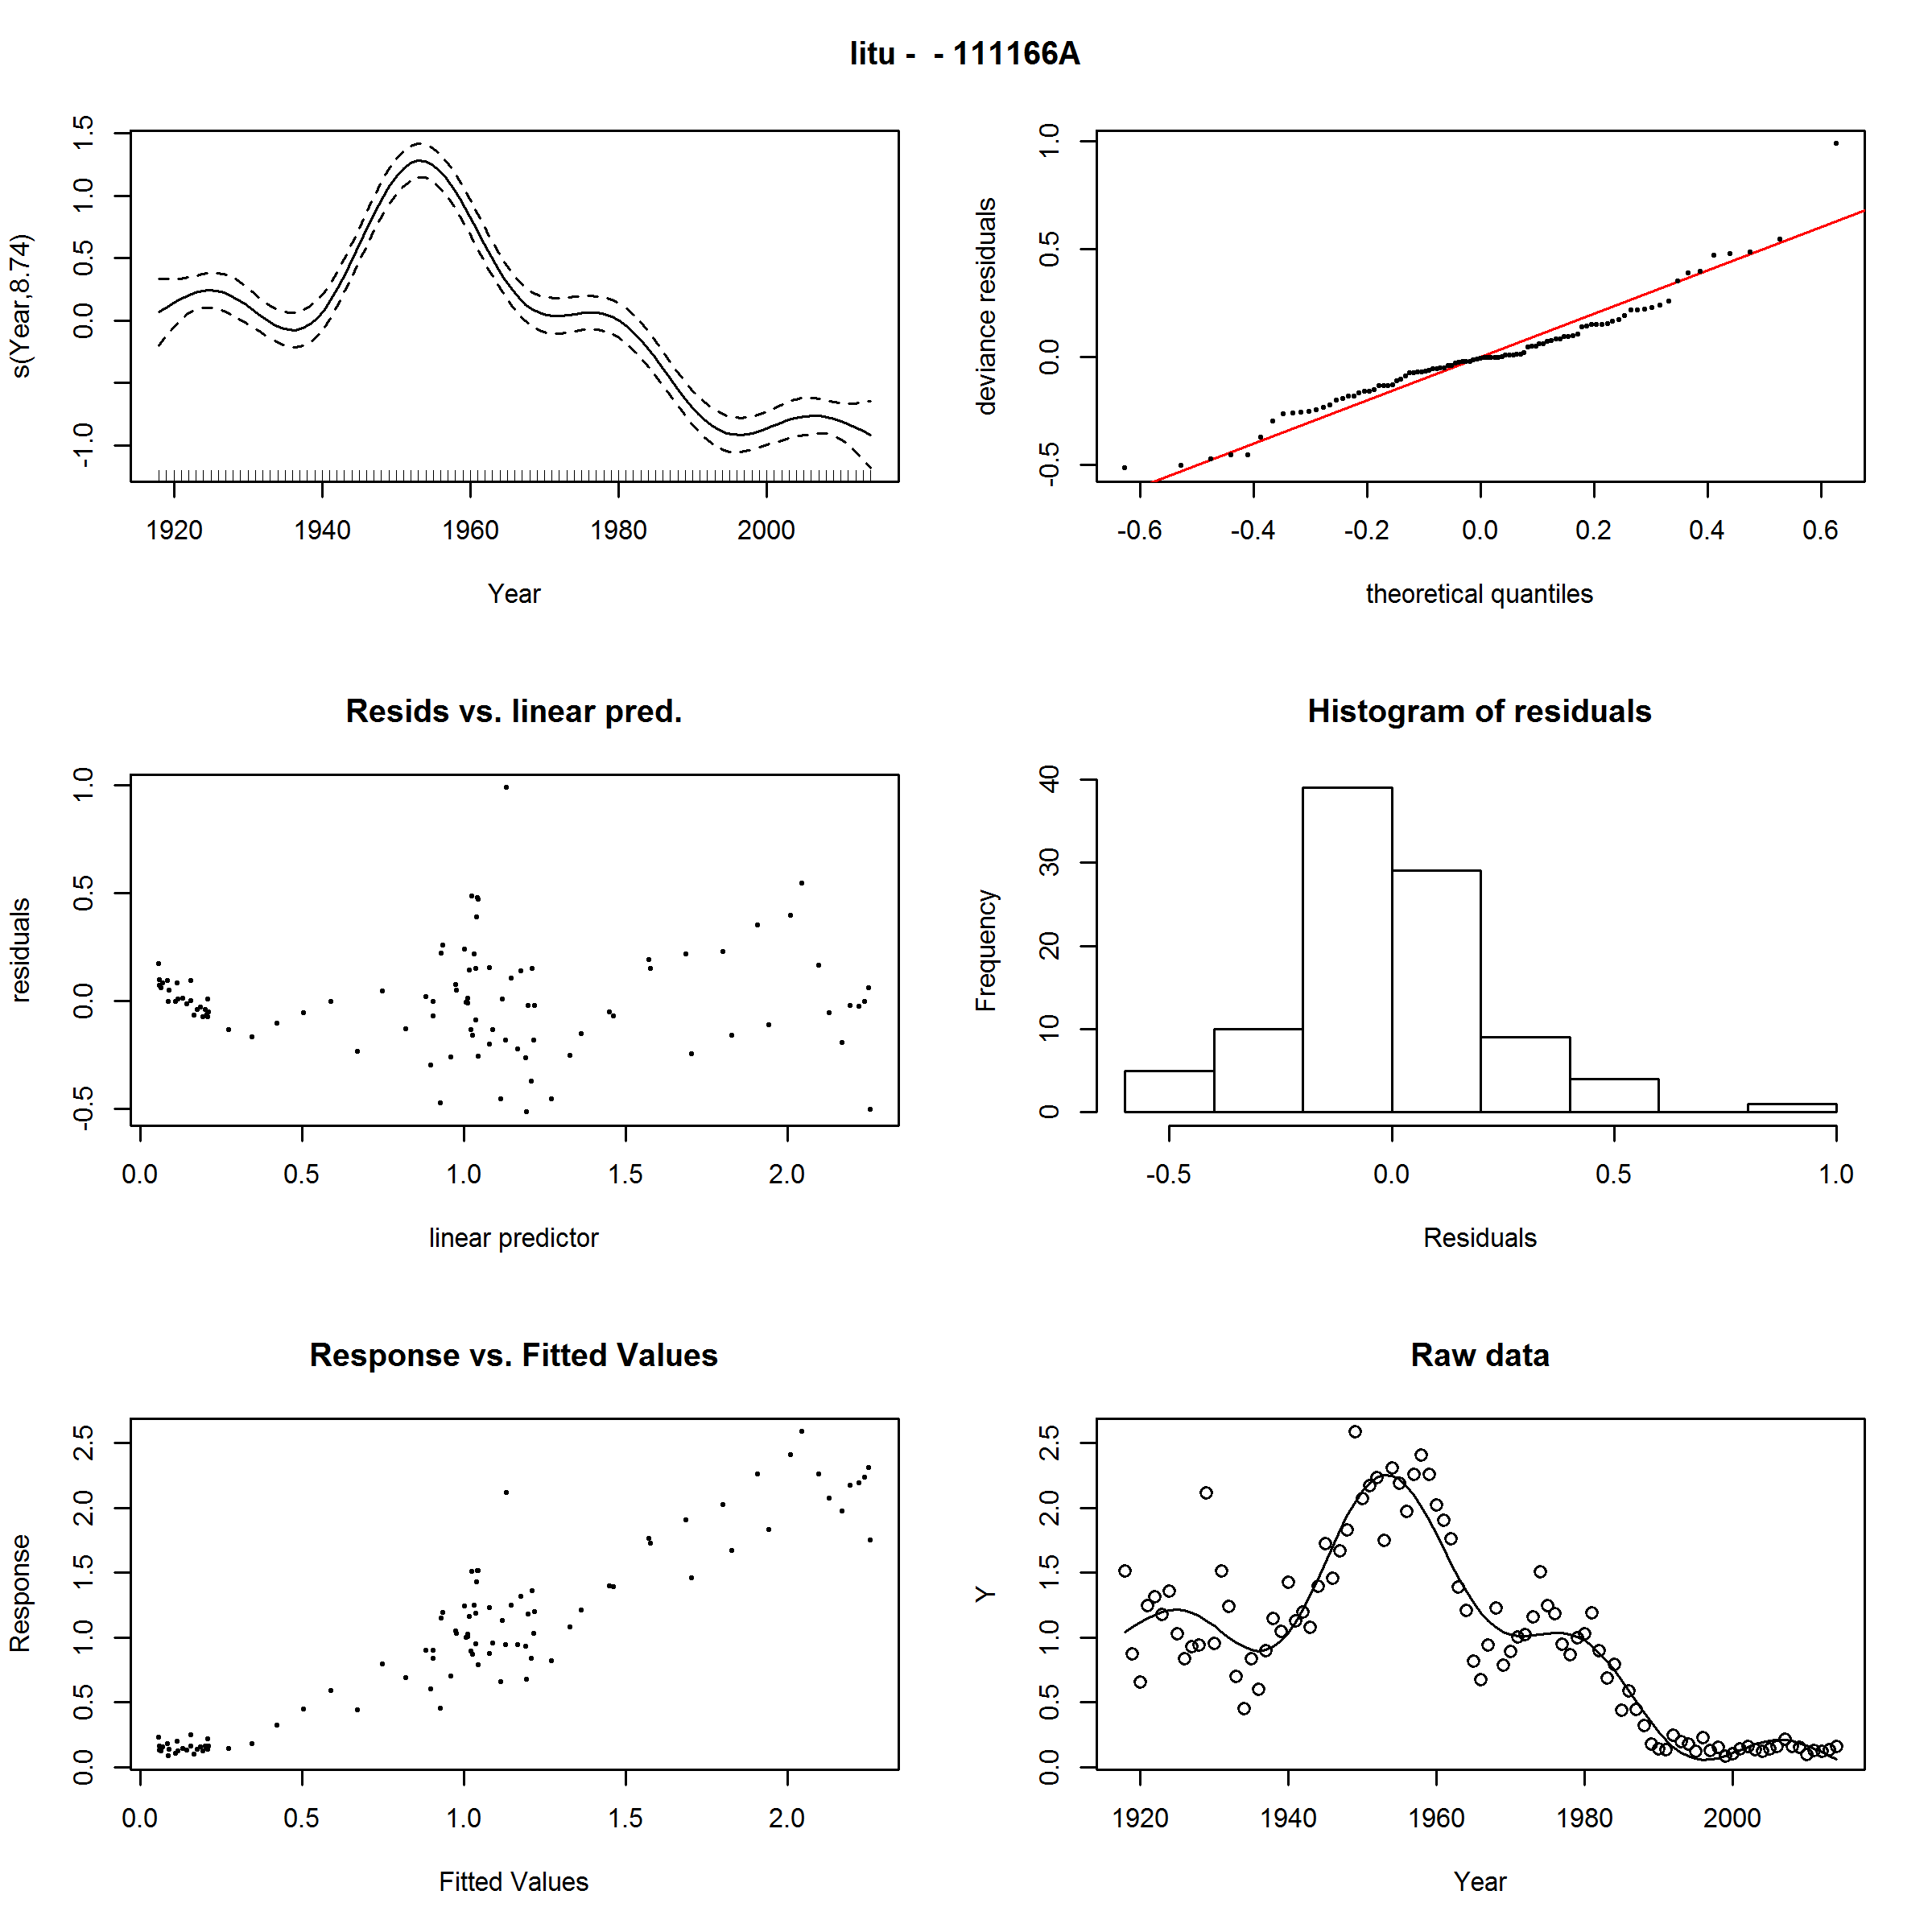 litu -  - 111166A
s(Year,8.74)
1.5
1.0
0.5
0.0
-1.0
1920 1940 1960 1980 2000
Year
deviance residuals
1.0
0.5
0.0
-0.5
-0.6 -0.4 -0.2 0.0 0.2 0.4 0.6
theoretical quantiles
Resids vs. linear pred.
residuals
1.0
0.5
0.0
-0.5
0.0 0.5 1.0 1.5 2.0
linear predictor
Histogram of residuals
Frequency
40
30
20
10
0
-0.5 0.0 0.5 1.0
Residuals
Response vs. Fitted Values
Response
2.5
2.0
1.5
1.0
0.5
0.0
0.0 0.5 1.0 1.5 2.0
Fitted Values
Raw data
Y
2.5
2.0
1.5
1.0
0.5
0.0
1920 1940 1960 1980 2000
Year